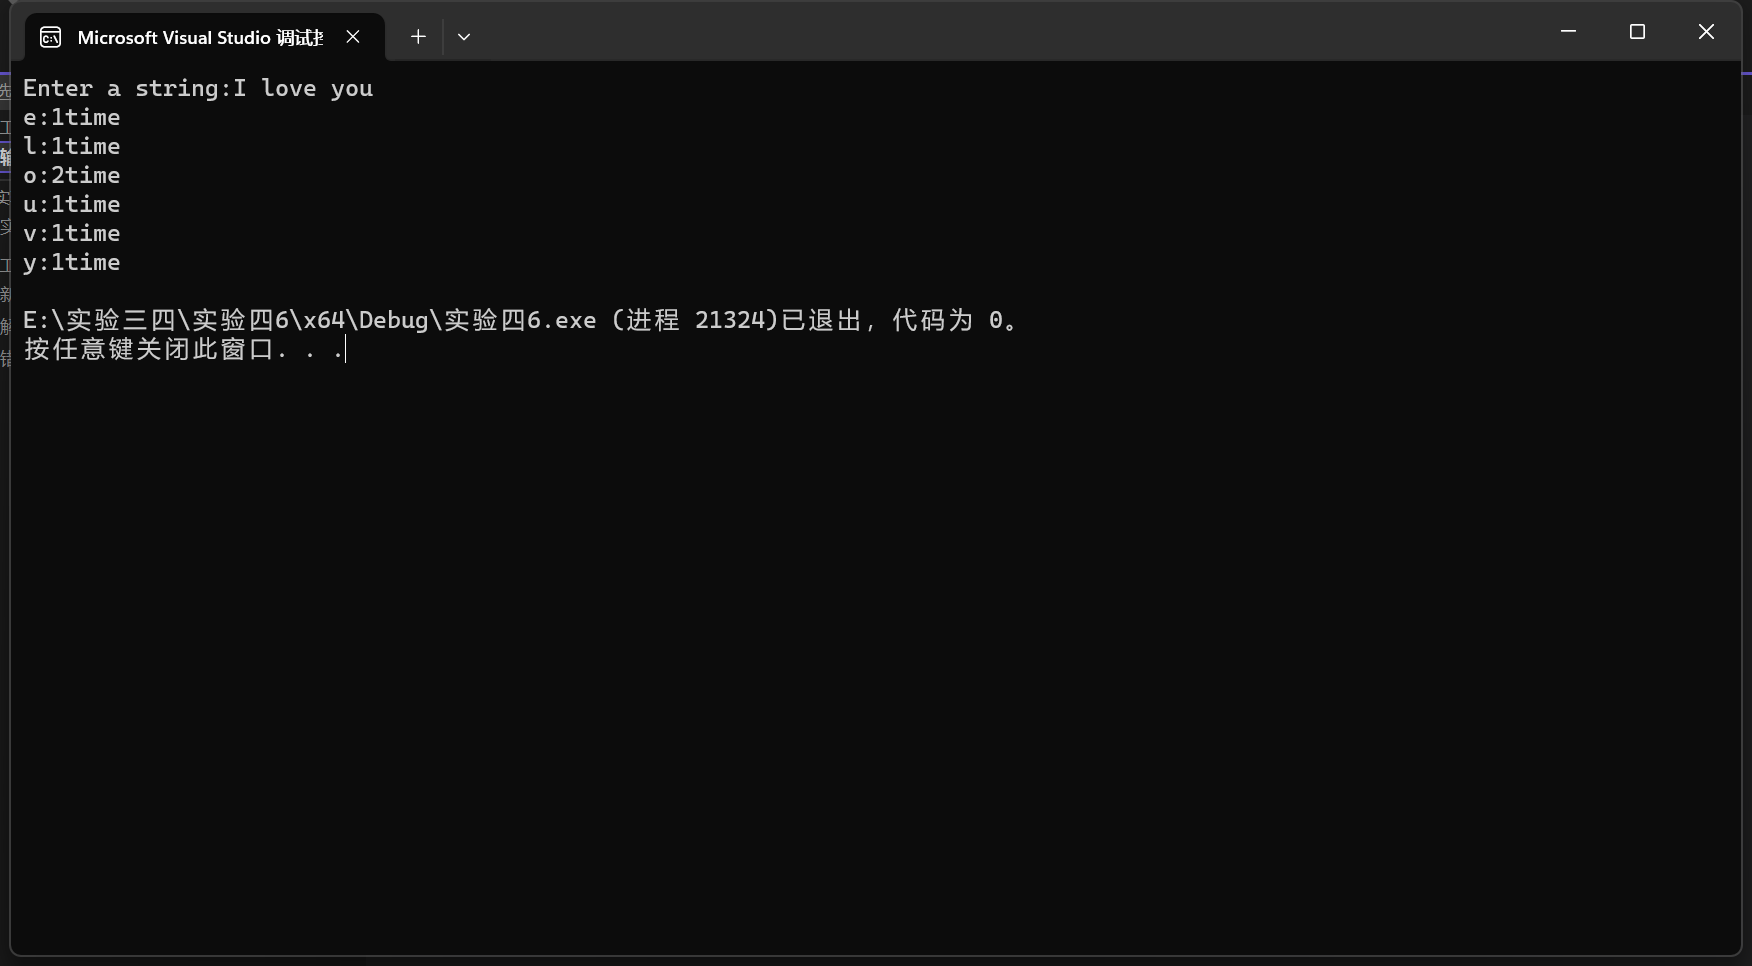 Microsoft Visual Studio 调试
Enter a string:I love you
e:1time
l:1time
o:2time
u:1time
v:1time
y:1time
E:\实验三四\实验四6\x64\Debug\实验四6.exe (进程 21324)已退出，代码为 0。
按任意键关闭此窗口. . .